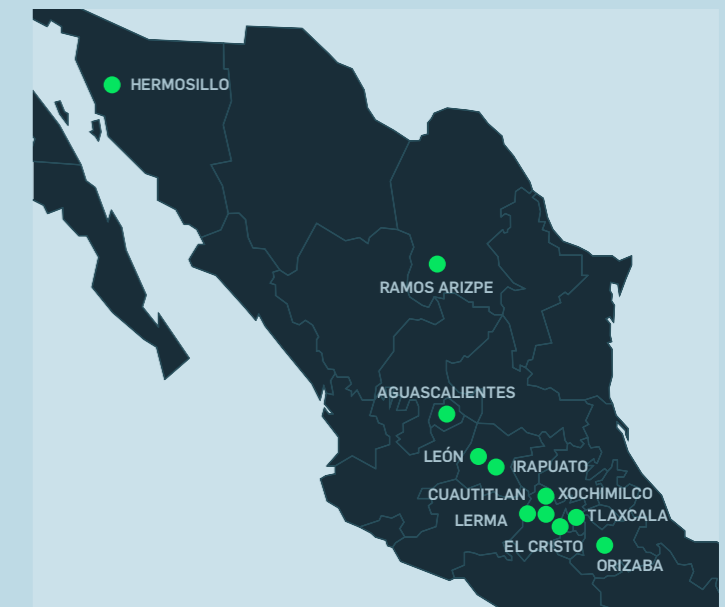 HERMOSILLO
RAMOS ARIZPE
AGUASCALIENTES
LEÓN
IRAPUATO
CUAUTITLAN
XOCHIMILCO
LERMA
TLAXCALA
EL CRISTO
ORIZABA